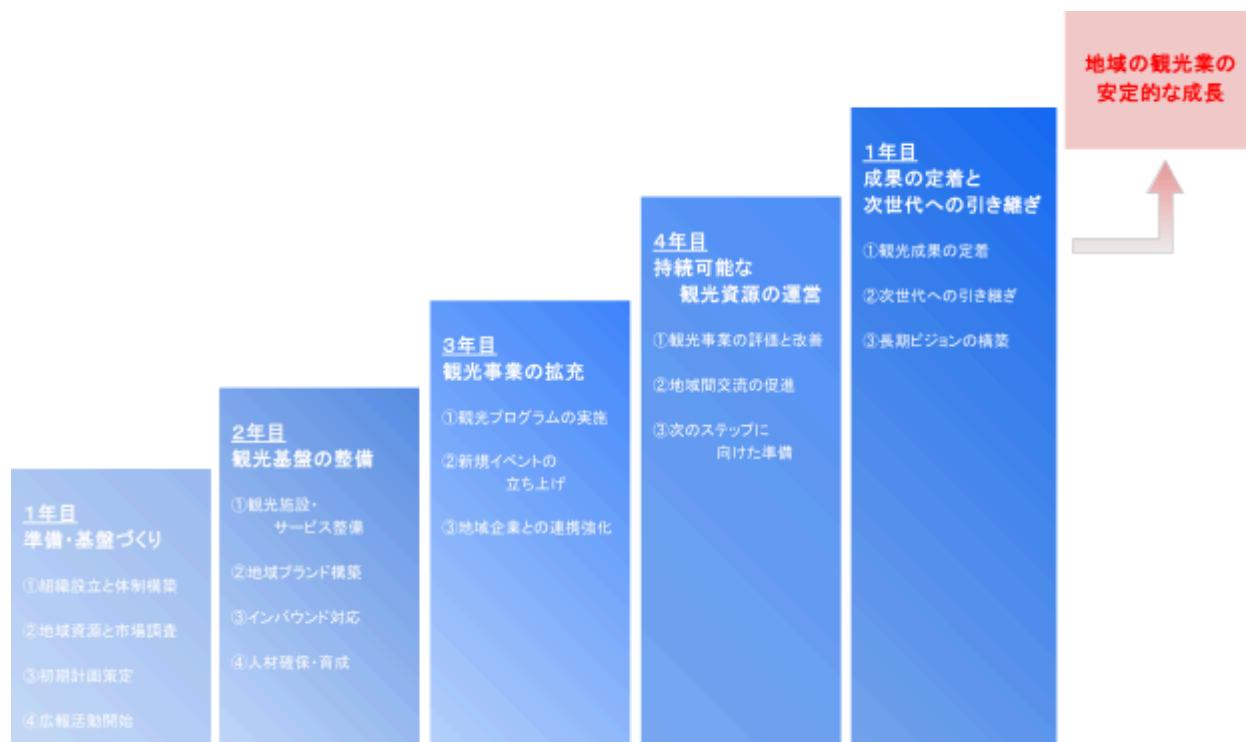 1年目
準備・基盤づくり
①組織設立と体制構築
②地域資源と市場調査
③初期計画策定
④広報活動開始
2年目
観光基盤の整備
①観光施設・
サービス整備
②地域ブランド構築
③インバウンド対応
④人材確保・育成
3年目
観光事業の拡充
①観光プログラムの実施
②新規イベントの
立ち上げ
③地域企業との連携強化
4年目
持続可能な
観光資源の運営
①観光事業の評価と改善
②地域間交流の促進
③次のステップに
向けた準備
1年目
成果の定着と
次世代への引き継ぎ
①観光成果の定着
②次世代への引き継ぎ
③長期ビジョンの構築
地域の観光業の
安定的な成長